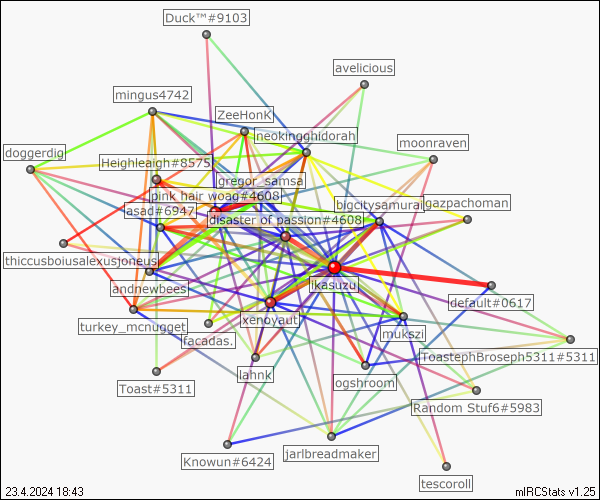 Duck™#9103
avelicious
mingus4742
ZeeHonK
neokingghidorah
moonraven
doggerdig
Heighleaigh#8575
gregor_samsa
pink hair woag#4608
bigcitysamurai
gazpachoman
asad#6947
disaster of passion#4608
thiccusboiusalexusjoneus
andnewbees
ikasuzu
default#0617
turkey_mcnugget
xenoyaut
facadas.
mukszi
ToastephBroseph5311#5311
lahnk
Toast#5311
ogshroom
Random Stuf6#5983
Knowun#6424
jarlbreadmaker
tescoroll
23.4.2024 18:43
mIRCStats v1.25